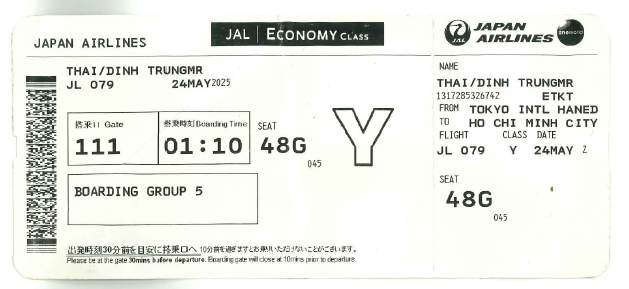 JAPAN AIRLINES
JAL ECONOMY CLASS
THAI/DINH TRUNGMR
JL 079 24MAY2025
搭乗口 Gate
111
搭乗時刻 Boarding Time
01:10
SEAT
48G
045
Y
BOARDING GROUP 5
出発時刻30分前を目安に搭乗口へ 10分前を過ぎますとお乗りいただけないことがございます。
Please be at the gate 30mins before departure. Boarding gate will close at 10mins prior to departure.
JAL
JAPAN
AIRLINES
oneworld
NAME
THAI/DINH TRUNGMR
1317285326742 ETKT
FROM TOKYO INTL HANED
TO HO CHI MINH CITY
FLIGHT CLASS DATE
JL 079 Y 24MAY Z
SEAT
48G
045